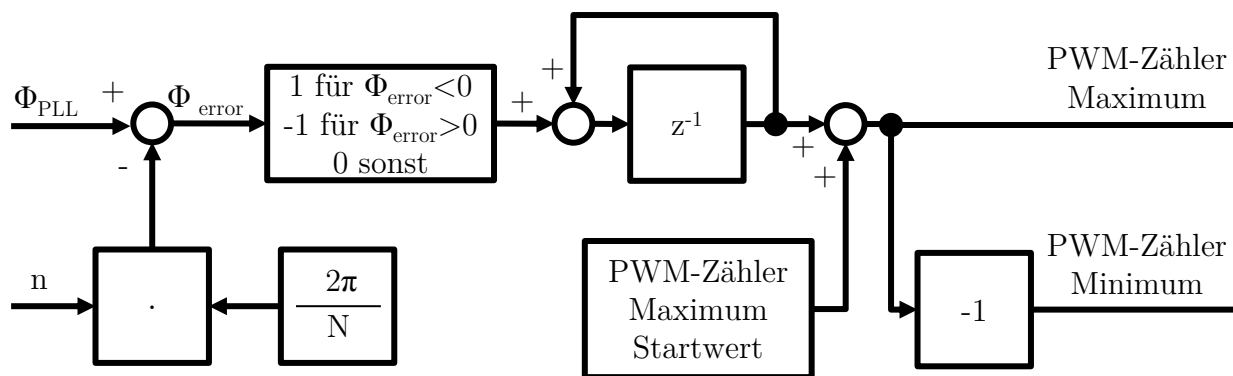 Φ_PLL
+
-
Φ_error
1 für Φ_error<0
-1 für Φ_error>0
0 sonst
+
+
z⁻¹
+
+
PWM-Zähler
Maximum
n
·
2π
N
PWM-Zähler
Maximum
Startwert
-1
PWM-Zähler
Minimum